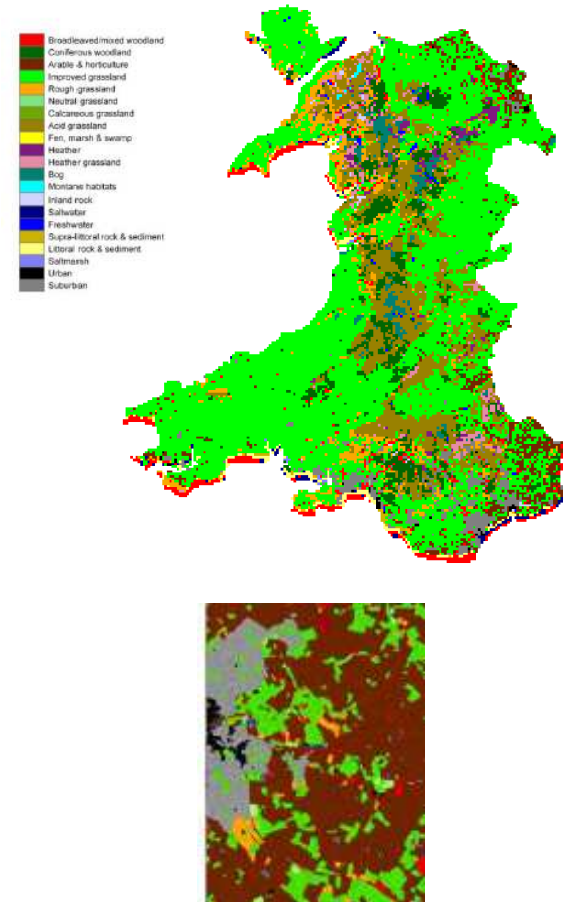 Broadleaved/mixed woodland
Coniferous woodland
Arable & horticulture
Improved grassland
Rough grassland
Neutral grassland
Calcareous grassland
Acid grassland
Fen, marsh & swamp
Heather
Heather grassland
Bog
Montane habitats
Inland rock
Saltwater
Freshwater
Supra-littoral rock & sediment
Littoral rock & sediment
Saltmarsh
Urban
Suburban